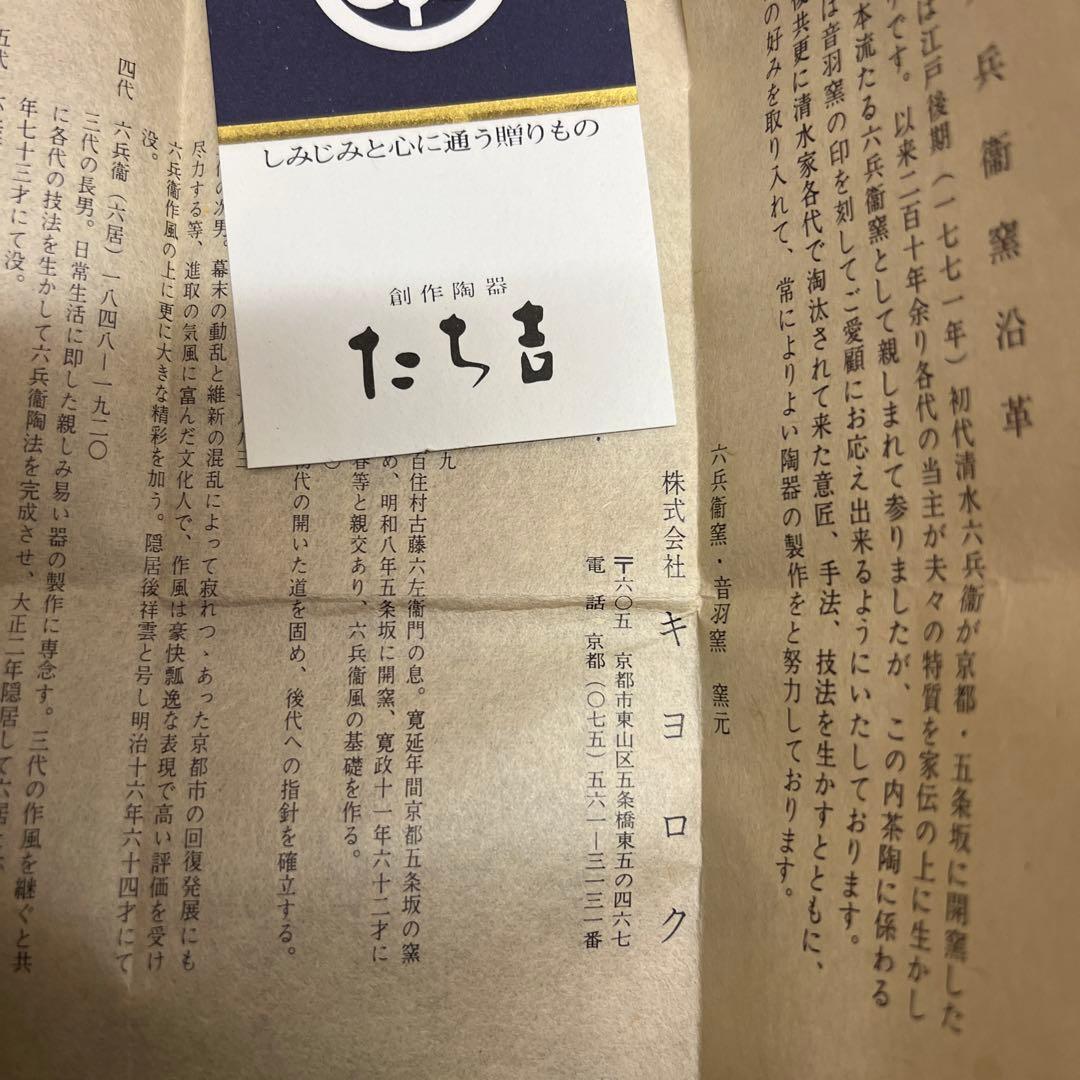 兵衞窯沿革
は江戸後期（一七七一年）初代清水六兵衞が京都・五条坂に開窯した
りです。以来二百十年余り各代の当主が夫々の特質を家伝の上に生かし
本流たる六兵衞窯として親しまれて参りましたが、この内茶陶に係わる
は音羽窯の印を刻してご愛顧にお応え出来るようにいたしております。
後共更に清水家各代で淘汰されて来た意匠、手法、技法を生かすとともに、
の好みを取り入れて、常によりよい陶器の製作をと努力しております。
六兵衞窯・音羽窯　窯元
株式会社　キヨロク
〒六〇五　京都市東山区五条橋東五の四六七
電話　京都（〇七五）五六一―三一三一番
しみじみと心に通う贈りもの
創作陶器
たち吉
九
百住村古藤六左衞門の息。寛延年間京都五条坂の窯
め、明和八年五条坂に開窯、寛政十一年六十二才に
春等と親交あり、六兵衞風の基礎を作る。
初代の開いた道を固め、後代への指針を確立する。
の次男。幕末の動乱と維新の混乱によって寂れつゝあった京都市の回復発展にも
尽力する等、進取の気風に富んだ文化人で、作風は豪快瓢逸な表現で高い評価を受け
六兵衞作風の上に更に大きな精彩を加う。隠居後祥雲と号し明治十六年六十四才にて
没。
四代　六兵衞（六居）一八四八―一九二〇
三代の長男。日常生活に即した親しみ易い器の製作に専念す。三代の作風を継ぐと共
に各代の技法を生かして六兵衞陶法を完成させ、大正二年隠居して六居と
年七十三才にて没。
五代